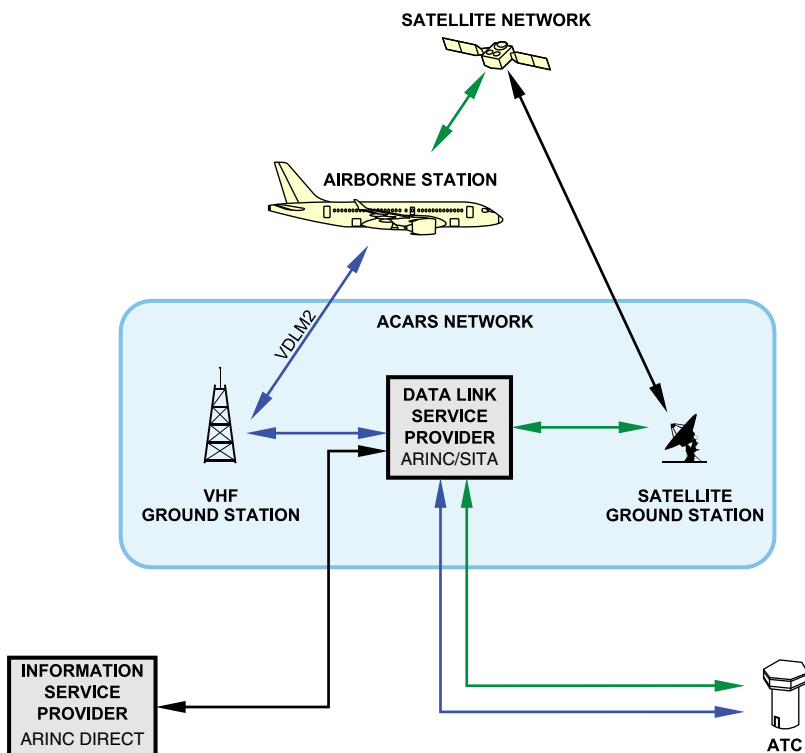 SATELLITE NETWORK
AIRBORNE STATION
VDLM2
ACARS NETWORK
DATA LINK
SERVICE
PROVIDER
ARINC/SITA
VHF
GROUND STATION
SATELLITE
GROUND STATION
INFORMATION
SERVICE
PROVIDER
ARINC DIRECT
ATC